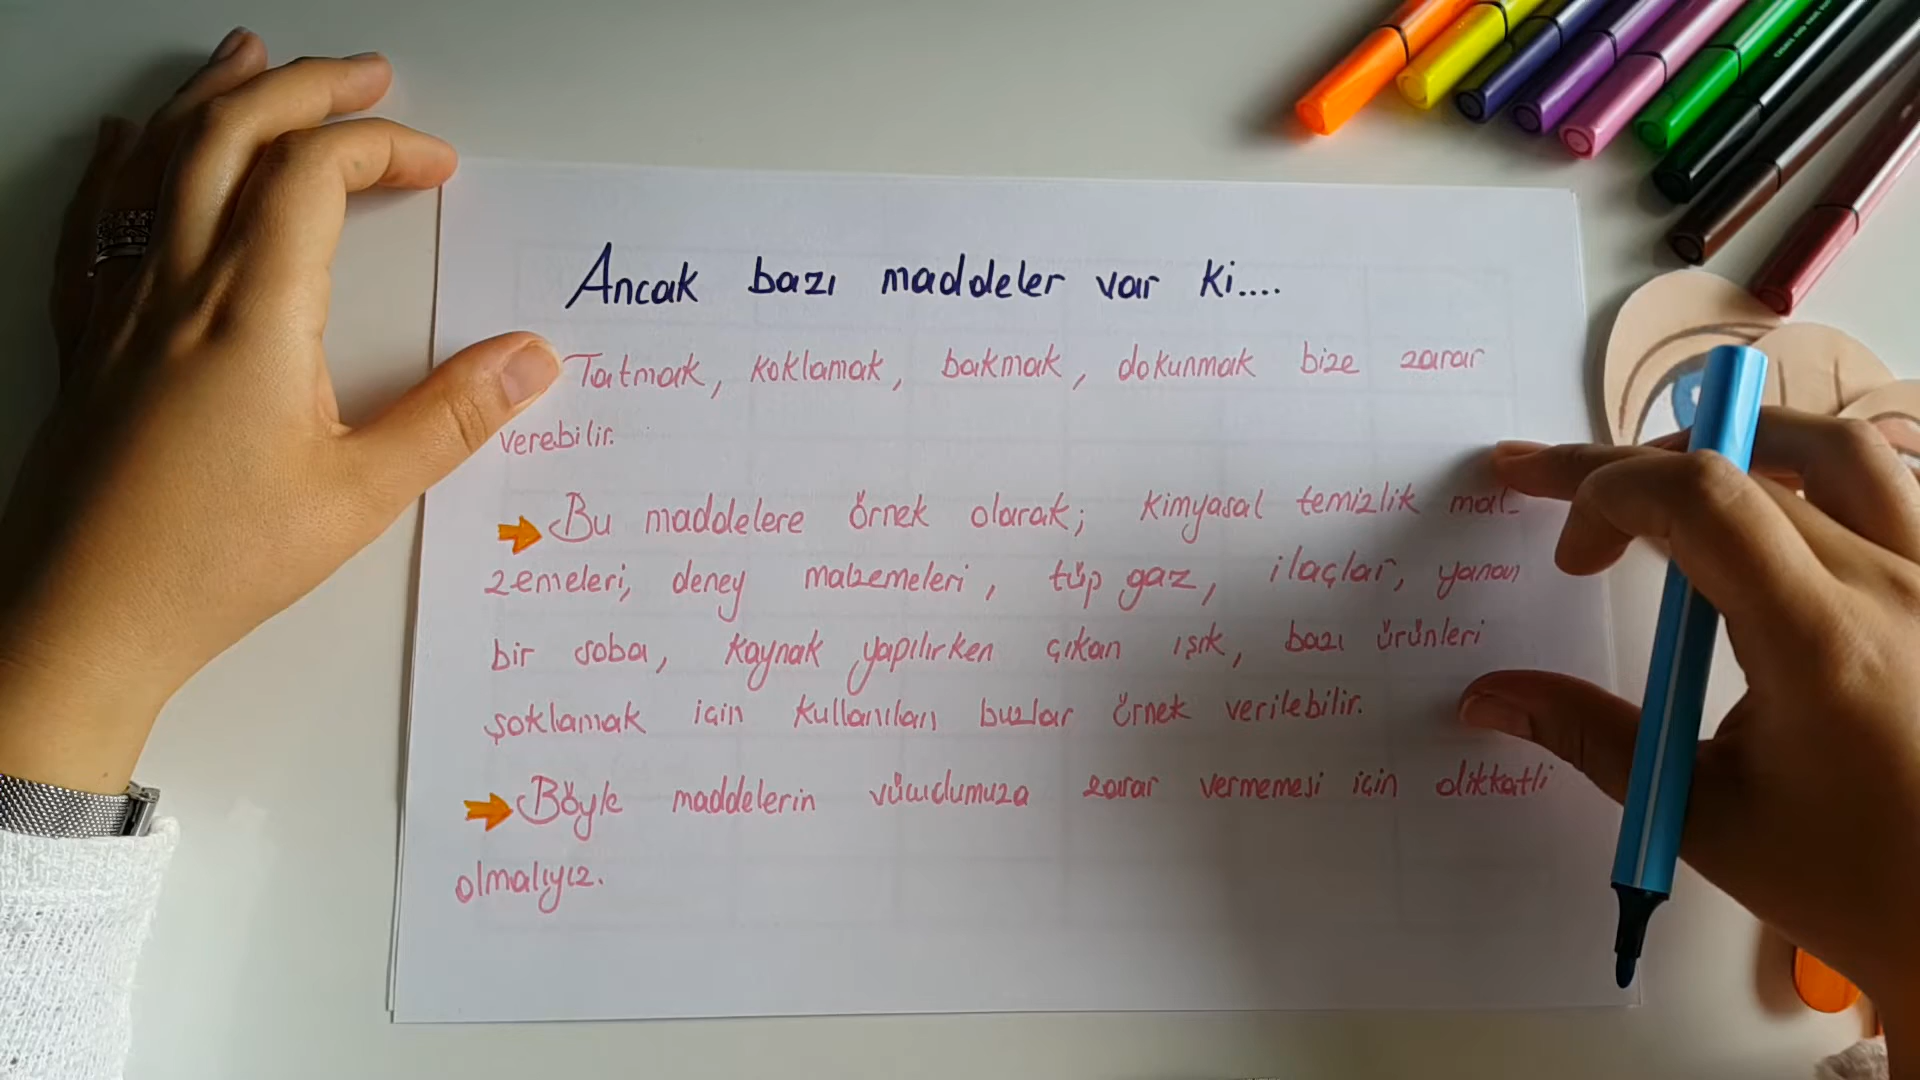 Ancak bazı maddeler var ki....
Tatmak, koklamak, bakmak, dokunmak bize zarar
verebilir.
Bu maddelere örnek olarak; kimyasal temizlik mal-
zemeleri, deney malzemeleri, tüp gaz, ilaçlar, yanan
bir soba, kaynak yapılırken çıkan ışık, bazı ürünleri
şoklamak için kullanılan buzlar örnek verilebilir.
Böyle maddelerin vücudumuza zarar vermemesi için dikkatli
olmalıyız.